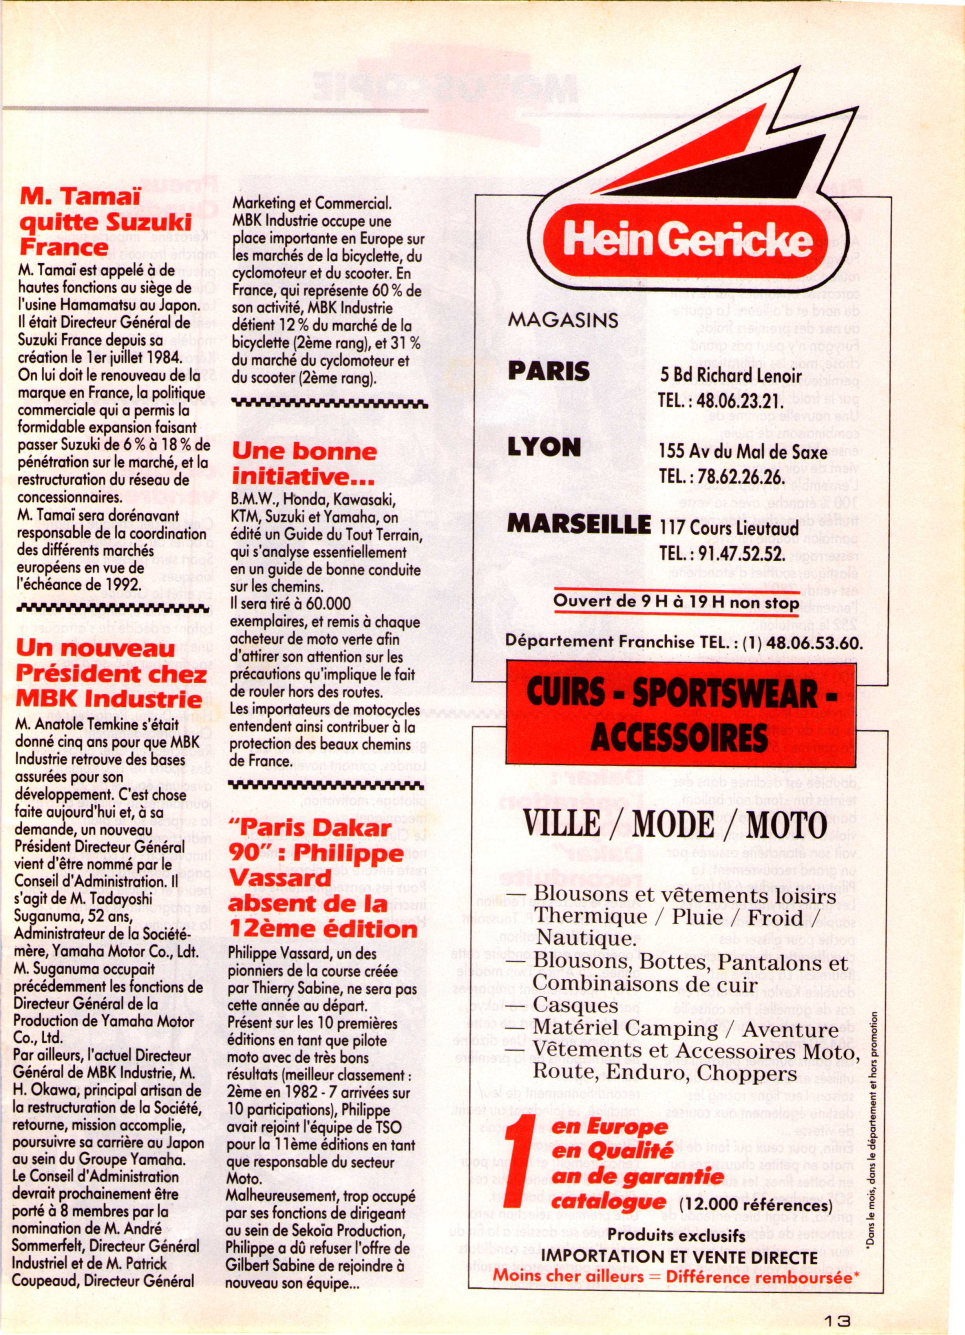 M. Tamaï
quitte Suzuki
France
M. Tamaï est appelé à de
hautes fonctions au siège de
l'usine Hamamatsu au Japon.
Il était Directeur Général de
Suzuki France depuis sa
création le 1er juillet 1984.
On lui doit le renouveau de la
marque en France, la politique
commerciale qui a permis la
formidable expansion faisant
passer Suzuki de 6 % à 18 % de
pénétration sur le marché, et la
restructuration du réseau de
concessionnaires.
M. Tamaï sera dorénavant
responsable de la coordination
des différents marchés
européens en vue de
l'échéance de 1992.
Un nouveau
Président chez
MBK Industrie
M. Anatole Temkine s'était
donné cinq ans pour que MBK
Industrie retrouve des bases
assurées pour son
développement. C'est chose
faite aujourd'hui et, à sa
demande, un nouveau
Président Directeur Général
vient d'être nommé par le
Conseil d'Administration. Il
s'agit de M. Tadayoshi
Suganuma, 52 ans,
Administrateur de la Société-
mère, Yamaha Motor Co., Ldt.
M. Suganuma occupait
précédemment les fonctions de
Directeur Général de la
Production de Yamaha Motor
Co., Ltd.
Par ailleurs, l'actuel Directeur
Général de MBK Industrie, M.
H. Okawa, principal artisan de
la restructuration de la Société,
retourne, mission accomplie,
poursuivre sa carrière au Japon
au sein du Groupe Yamaha.
Le Conseil d'Administration
devrait prochainement être
porté à 8 membres par la
nomination de M. André
Sommerfelt, Directeur Général
Industriel et de M. Patrick
Coupeaud, Directeur Général
Marketing et Commercial.
MBK Industrie occupe une
place importante en Europe sur
les marchés de la bicyclette, du
cyclomoteur et du scooter. En
France, qui représente 60 % de
son activité, MBK Industrie
détient 12 % du marché de la
bicyclette (2ème rang), et 31 %
du marché du cyclomoteur et
du scooter (2ème rang).
Une bonne
initiative...
B.M.W., Honda, Kawasaki,
KTM, Suzuki et Yamaha, on
édité un Guide du Tout Terrain,
qui s'analyse essentiellement
en un guide de bonne conduite
sur les chemins.
Il sera tiré à 60.000
exemplaires, et remis à chaque
acheteur de moto verte afin
d'attirer son attention sur les
précautions qu'implique le fait
de rouler hors des routes.
Les importateurs de motocycles
entendent ainsi contribuer à la
protection des beaux chemins
de France.
"Paris Dakar
90" : Philippe
Vassard
absent de la
12ème édition
Philippe Vassard, un des
pionniers de la course créée
par Thierry Sabine, ne sera pas
cette année au départ.
Présent sur les 10 premières
éditions en tant que pilote
moto avec de très bons
résultats (meilleur classement :
2ème en 1982 - 7 arrivées sur
10 participations), Philippe
avait rejoint l'équipe de TSO
pour la 11ème éditions en tant
que responsable du secteur
Moto.
Malheureusement, trop occupé
par ses fonctions de dirigeant
au sein de Sekoïa Production,
Philippe a dû refuser l'offre de
Gilbert Sabine de rejoindre à
nouveau son équipe...
Hein Gericke
MAGASINS
PARIS 5 Bd Richard Lenoir
TEL. : 48.06.23.21.
LYON 155 Av du Mal de Saxe
TEL. : 78.62.26.26.
MARSEILLE 117 Cours Lieutaud
TEL. : 91.47.52.52.
Ouvert de 9 H à 19 H non stop
Département Franchise TEL. : (1) 48.06.53.60.
CUIRS - SPORTSWEAR -
ACCESSOIRES
VILLE / MODE / MOTO
— Blousons et vêtements loisirs
Thermique / Pluie / Froid /
Nautique.
— Blousons, Bottes, Pantalons et
Combinaisons de cuir
— Casques
— Matériel Camping / Aventure
— Vêtements et Accessoires Moto,
Route, Enduro, Choppers
1 en Europe
en Qualité
an de garantie
catalogue (12.000 références)
Produits exclusifs
IMPORTATION ET VENTE DIRECTE
Moins cher ailleurs = Différence remboursée*
*Dans le mois, dans le département et hors promotion
13